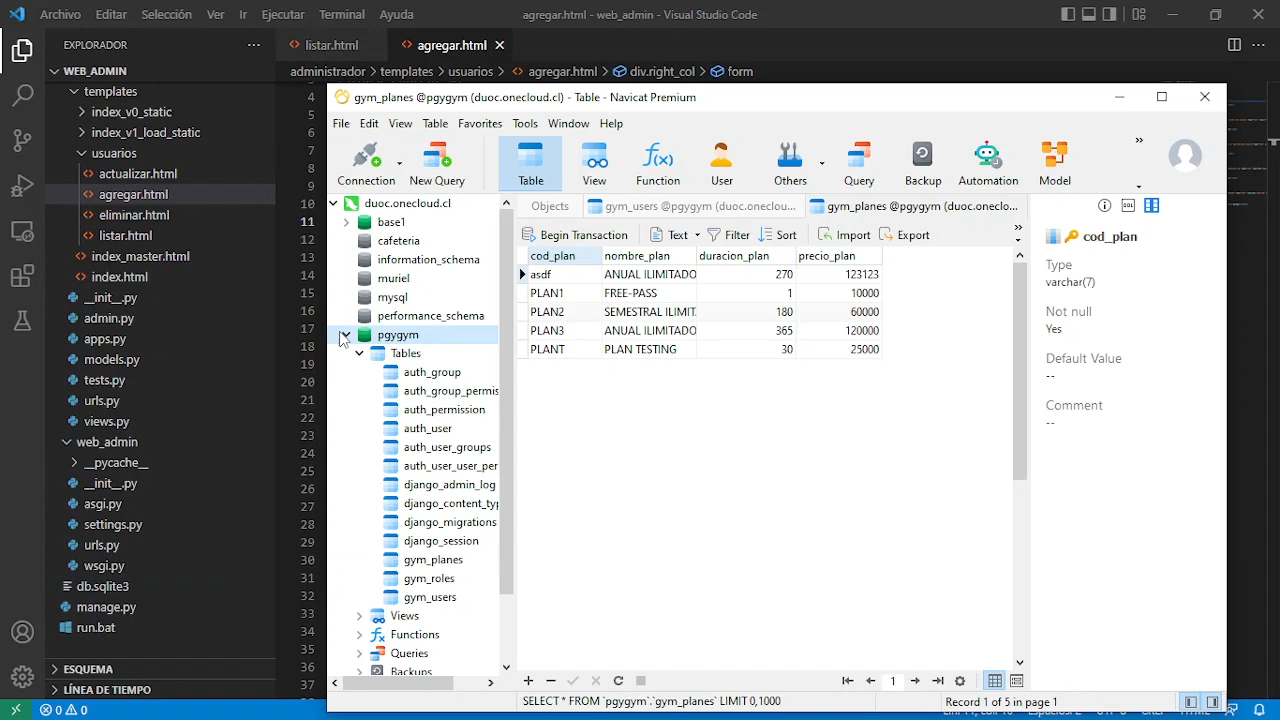 Archivo Editar Selección Ver Ir Ejecutar Terminal Ayuda agregar.html - web_admin - Visual Studio Code
EXPLORADOR
listar.html
agregar.html
WEB_ADMIN
administrador > templates > usuarios > agregar.html > div.right_col > form
templates
index_v0_static
index_v1_load_static
usuarios
actualizar.html
agregar.html
eliminar.html
listar.html
index_master.html
index.html
__init__.py
admin.py
apps.py
models.py
tests.py
urls.py
views.py
web_admin
__pycache__
__init__.py
asgi.py
settings.py
urls.py
wsgi.py
db.sqlite3
manage.py
run.bat
ESQUEMA
LÍNEA DE TIEMPO
0 0
4
5
6
7
8
9
10
11
12
13
14
15
16
17
18
19
20
21
22
23
24
25
26
27
28
29
30
31
32
33
34
35
36
37
gym_planes @pgygym (duoc.onecloud.cl) - Table - Navicat Premium
File Edit View Table Favorites Tools Window Help
Connection New Query Table View Function User Others Query Backup Automation Model
duoc.onecloud.cl
base1
cafeteria
information_schema
muriel
mysql
performance_schema
pgygym
Tables
auth_group
auth_group_permis
auth_permission
auth_user
auth_user_groups
auth_user_user_per
django_admin_log
django_content_typ
django_migrations
django_session
gym_planes
gym_roles
gym_users
Views
Functions
Queries
Backups
ects gym_users @pgygym (duoc.onecloud... gym_planes @pgygym (duoc.oneclo...
Begin Transaction Text Filter Sort Import Export
cod_plan nombre_plan duracion_plan precio_plan
asdf ANUAL ILIMITADO 270 123123
PLAN1 FREE-PASS 1 10000
PLAN2 SEMESTRAL ILIMIT. 180 60000
PLAN3 ANUAL ILIMITADO 365 120000
PLANT PLAN TESTING 30 25000
cod_plan
Type
varchar(7)
Not null
Yes
Default Value
--
Comment
--
1
SELECT * FROM `pgygym`.`gym_planes` LIMIT 0,1000 Record 1 of 5 in page 1